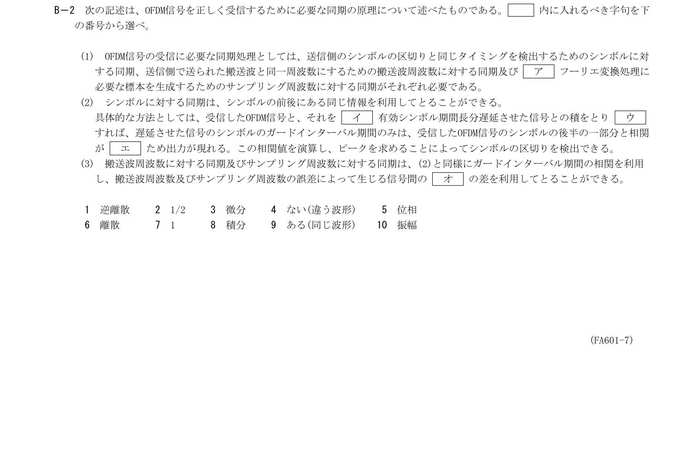 B－2 次の記述は、OFDM信号を正しく受信するために必要な同期の原理について述べたものである。 内に入れるべき字句を下
の番号から選べ。
(1) OFDM信号の受信に必要な同期処理としては、送信側のシンボルの区切りと同じタイミングを検出するためのシンボルに対
する同期、送信側で送られた搬送波と同一周波数にするための搬送波周波数に対する同期及び ア フーリエ変換処理に
必要な標本を生成するためのサンプリング周波数に対する同期がそれぞれ必要である。
(2) シンボルに対する同期は、シンボルの前後にある同じ情報を利用してとることができる。
具体的な方法としては、受信したOFDM信号と、それを イ 有効シンボル期間長分遅延させた信号との積をとり ウ
すれば、遅延させた信号のシンボルのガードインターバル期間のみは、受信したOFDM信号のシンボルの後半の一部分と相関
が エ ため出力が現れる。この相関値を演算し、ピークを求めることによってシンボルの区切りを検出できる。
(3) 搬送波周波数に対する同期及びサンプリング周波数に対する同期は、(2)と同様にガードインターバル期間の相関を利用
し、搬送波周波数及びサンプリング周波数の誤差によって生じる信号間の オ の差を利用してとることができる。
1 逆離散 2 1/2 3 微分 4 ない(違う波形) 5 位相
6 離散 7 1 8 積分 9 ある(同じ波形) 10 振幅
(FA601-7)